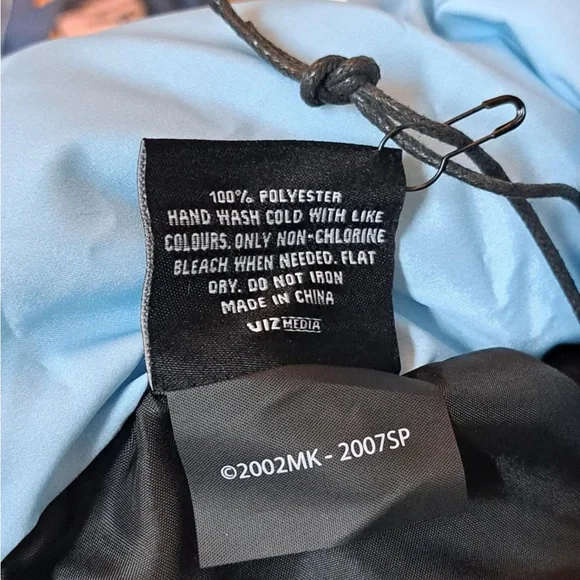 100% POLYESTER
HAND WASH COLD WITH LIKE
COLOURS. ONLY NON-CHLORINE
BLEACH WHEN NEEDED. FLAT
DRY. DO NOT IRON
MADE IN CHINA
VIZ MEDIA
©2002MK - 2007SP